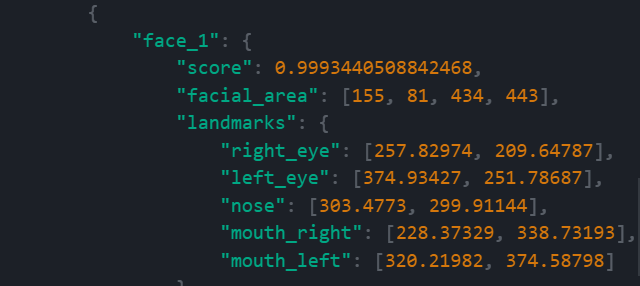 {
"face_1": {
"score": 0.9993440508842468,
"facial_area": [155, 81, 434, 443],
"landmarks": {
"right_eye": [257.82974, 209.64787],
"left_eye": [374.93427, 251.78687],
"nose": [303.4773, 299.91144],
"mouth_right": [228.37329, 338.73193],
"mouth_left": [320.21982, 374.58798]
}